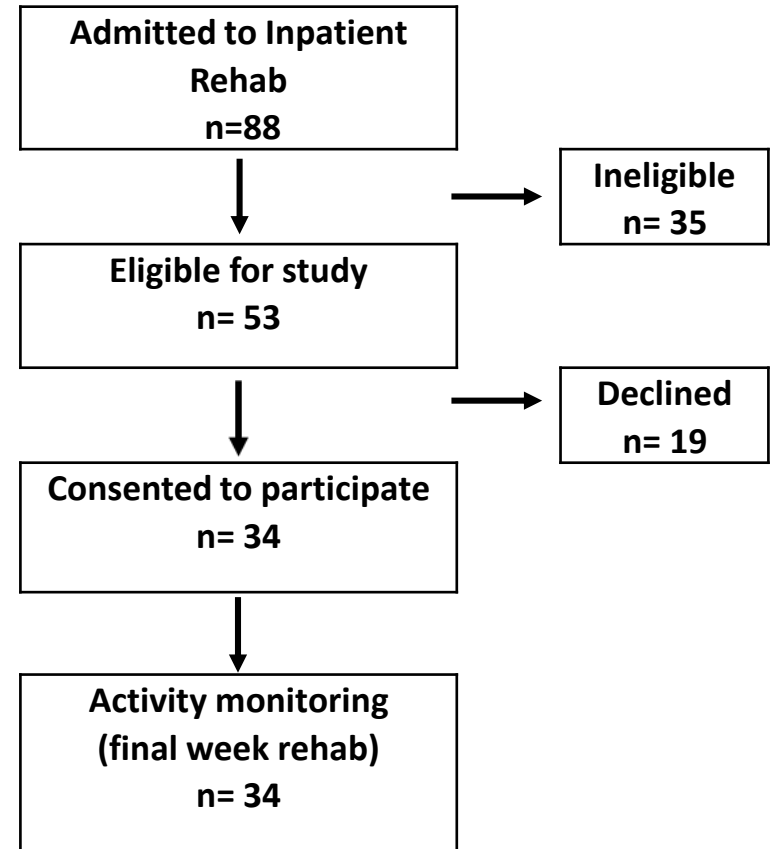 Admitted to Inpatient
Rehab
n=88
Ineligible
n= 35
Eligible for study
n= 53
Declined
n= 19
Consented to participate
n= 34
Activity monitoring
(final week rehab)
n= 34